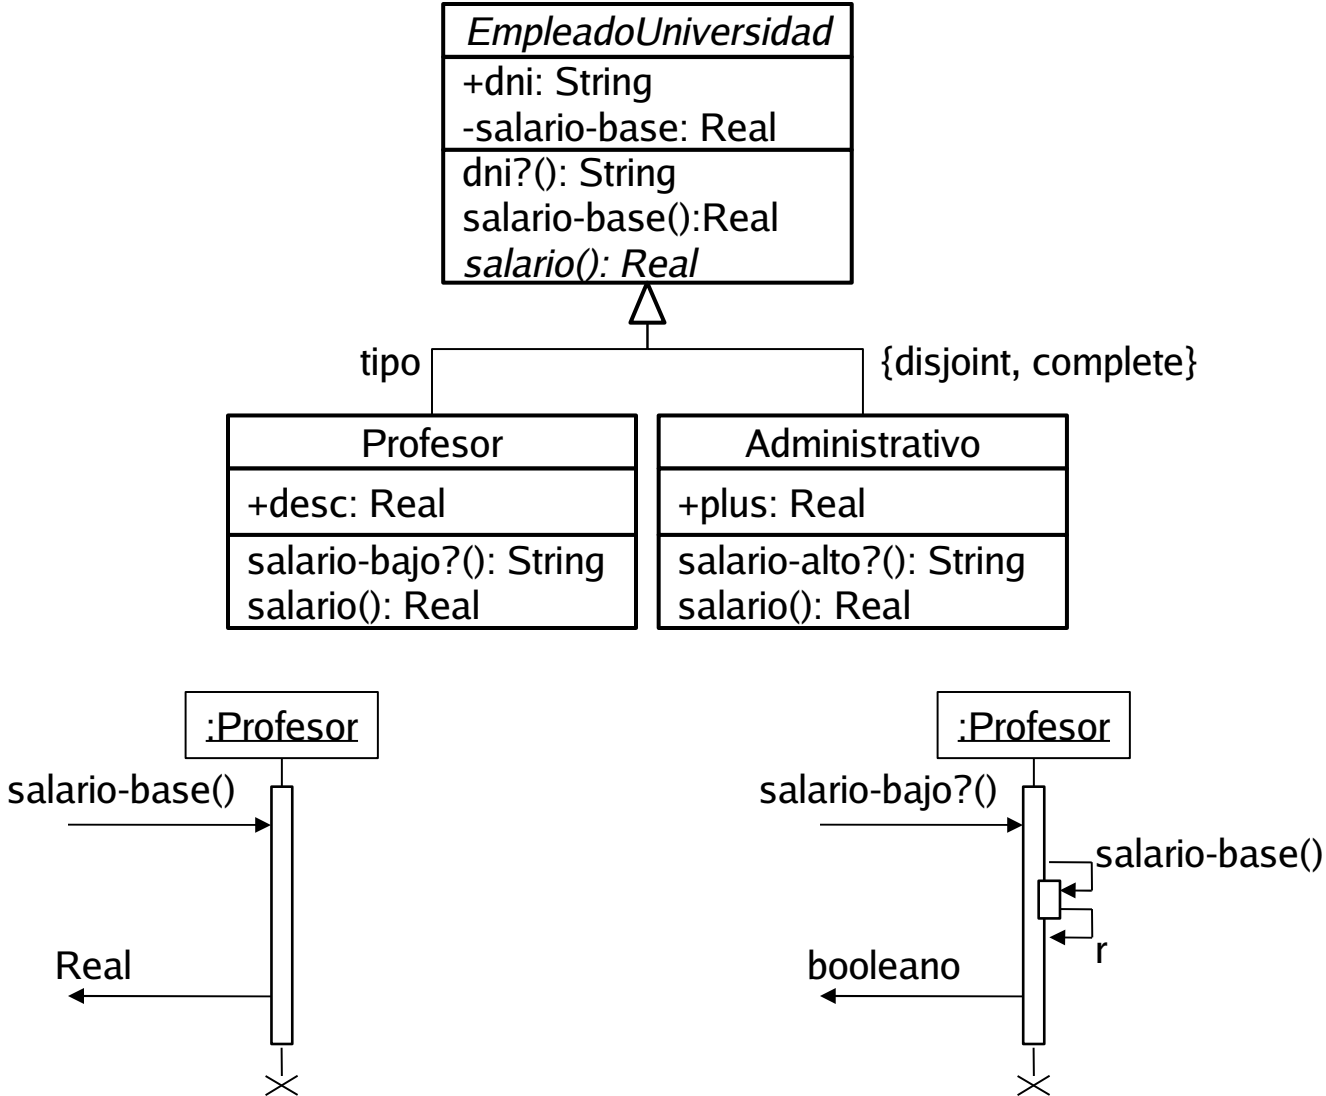 EmpleadoUniversidad
+dni: String
-salario-base: Real
dni?(): String
salario-base():Real
salario(): Real
tipo
{disjoint, complete}
Profesor
+desc: Real
salario-bajo?(): String
salario(): Real
Administrativo
+plus: Real
salario-alto?(): String
salario(): Real
:Profesor
salario-base()
Real
:Profesor
salario-bajo?()
salario-base()
r
booleano